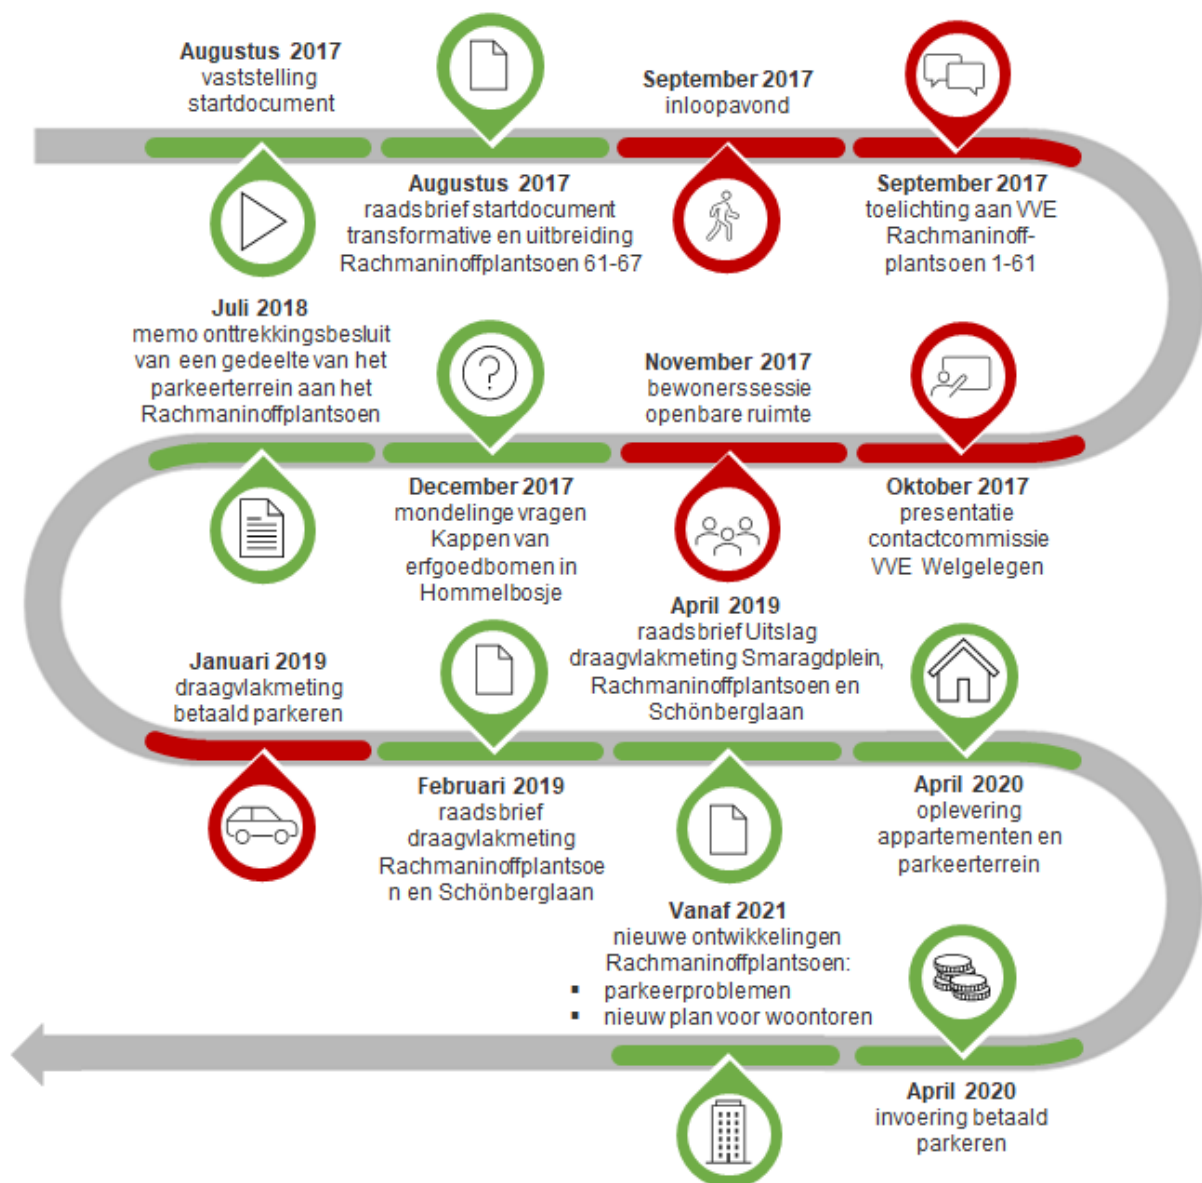 Augustus 2017
vaststelling
startdocument
Augustus 2017
raadsbrief startdocument
transformative en uitbreiding
Rachmaninoffplantsoen 61-67
September 2017
inloopavond
September 2017
toelichting aan VVE
Rachmaninoff-
plantsoen 1-61
Oktober 2017
presentatie
contactcommissie
VVE Welgelegen
November 2017
bewonerssessie
openbare ruimte
December 2017
mondelinge vragen
Kappen van
erfgoedbomen in
Hommelbosje
Juli 2018
memo onttrekkingsbesluit
van een gedeelte van het
parkeerterrein aan het
Rachmaninoffplantsoen
Januari 2019
draagvlakmeting
betaald parkeren
Februari 2019
raadsbrief
draagvlakmeting
Rachmaninoffplantsoe
n en Schönberglaan
April 2019
raadsbrief Uitslag
draagvlakmeting Smaragdplein,
Rachmaninoffplantsoen en
Schönberglaan
April 2020
oplevering
appartementen en
parkeerterrein
April 2020
invoering betaald
parkeren
Vanaf 2021
nieuwe ontwikkelingen
Rachmaninoffplantsoen:
▪ parkeerproblemen
▪ nieuw plan voor woontoren